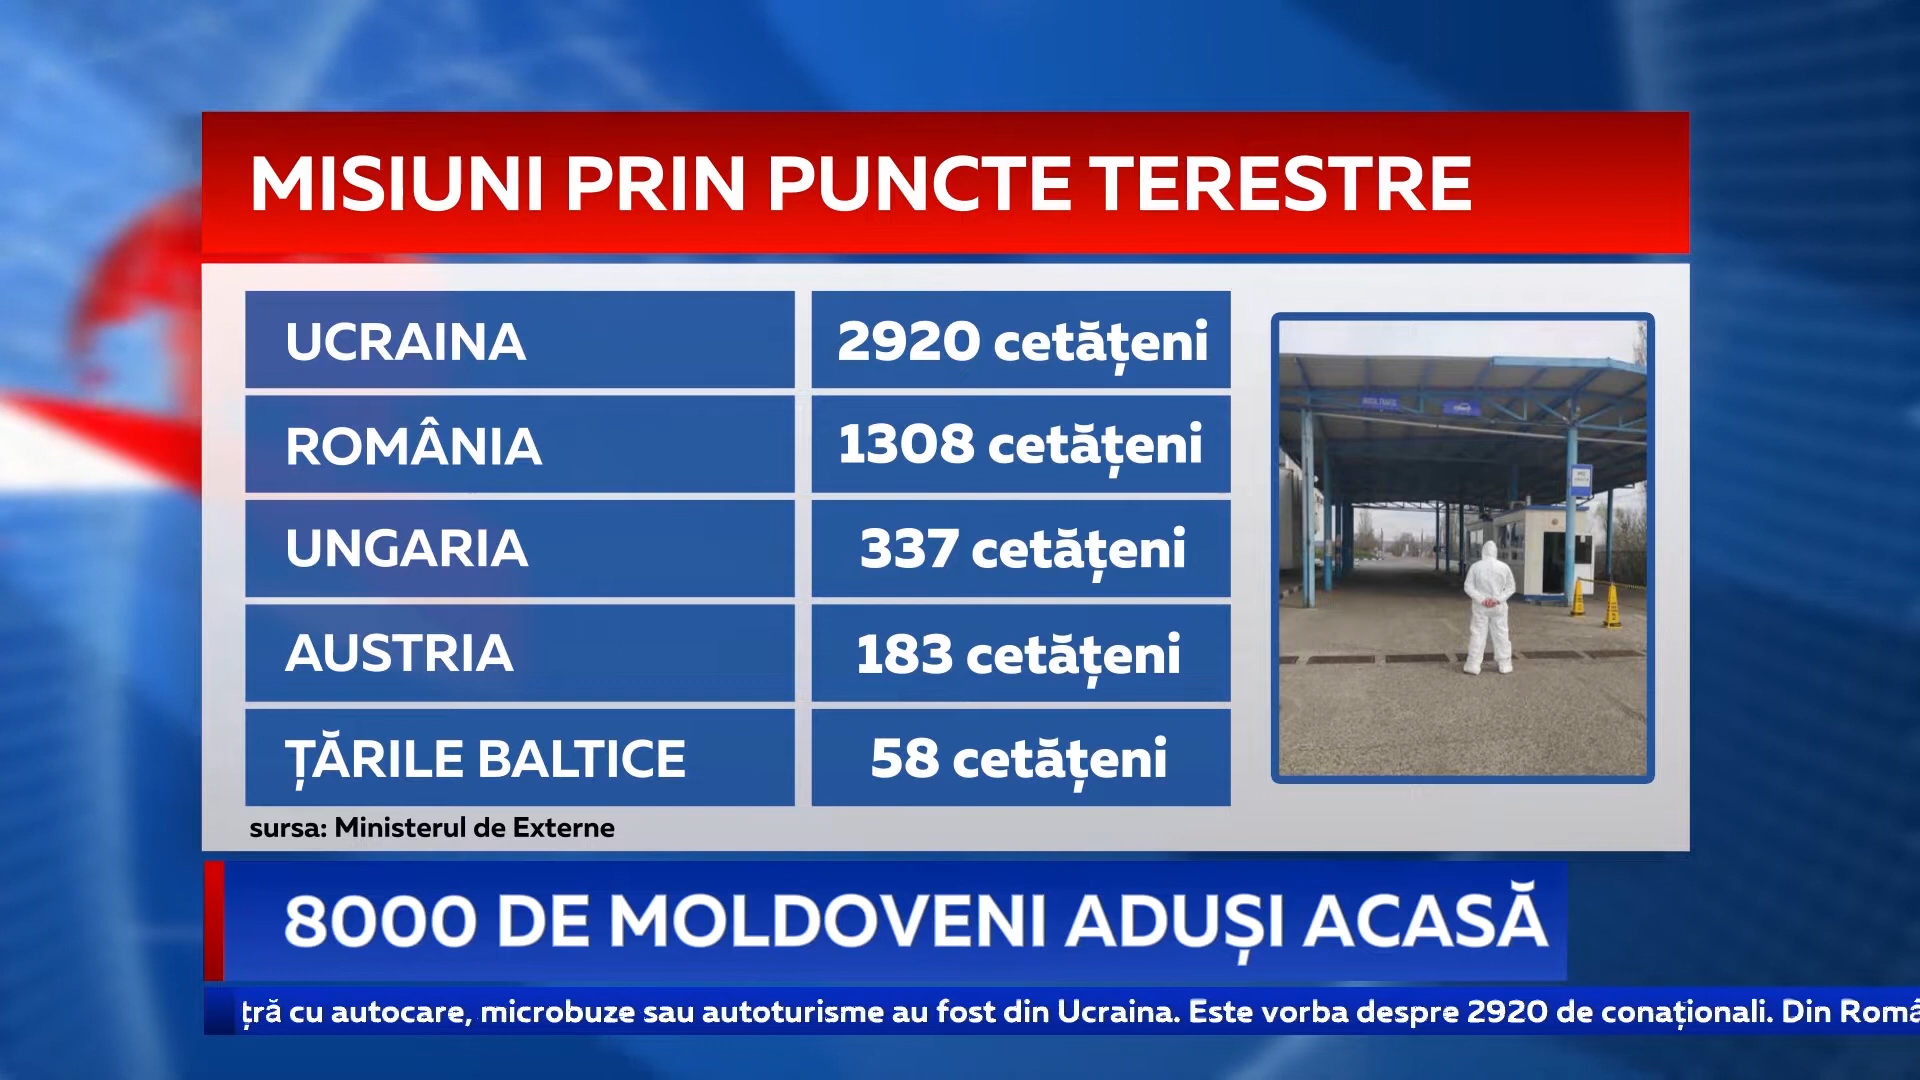 MISIUNI PRIN PUNCTE TERESTRE
UCRAINA 2920 cetățeni
ROMÂNIA 1308 cetățeni
UNGARIA 337 cetățeni
AUSTRIA 183 cetățeni
ȚĂRILE BALTICE 58 cetățeni
sursa: Ministerul de Externe
8000 DE MOLDOVENI ADUȘI ACASĂ
țră cu autocare, microbuze sau autoturisme au fost din Ucraina. Este vorba despre 2920 de conaționali. Din Româ